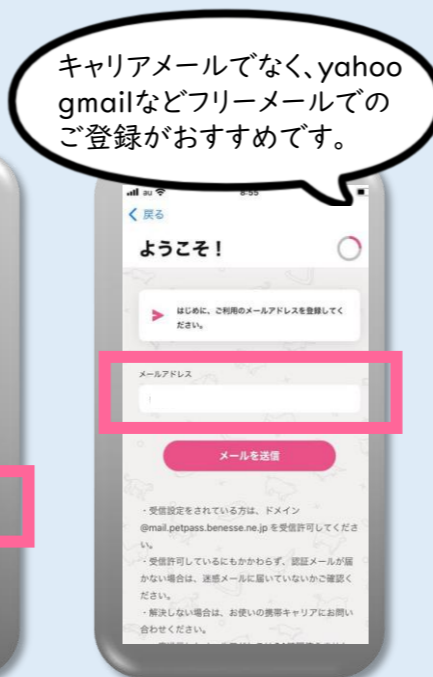 キャリアメールでなく、yahoo
gmailなどフリーメールでの
ご登録がおすすめです。
au
8:55
戻る
ようこそ！
はじめに、ご利用のメールアドレスを登録してく
ださい。
メールアドレス
メールを送信
・受信設定をされている方は、ドメイン
@mail.petpass.benesse.ne.jp を受信許可してくださ
い。
・受信許可しているにもかかわらず、認証メールが届
かない場合は、迷惑メールに届いていないかご確認く
ださい。
・解決しない場合は、お使いの携帯キャリアにお問い
合わせください。